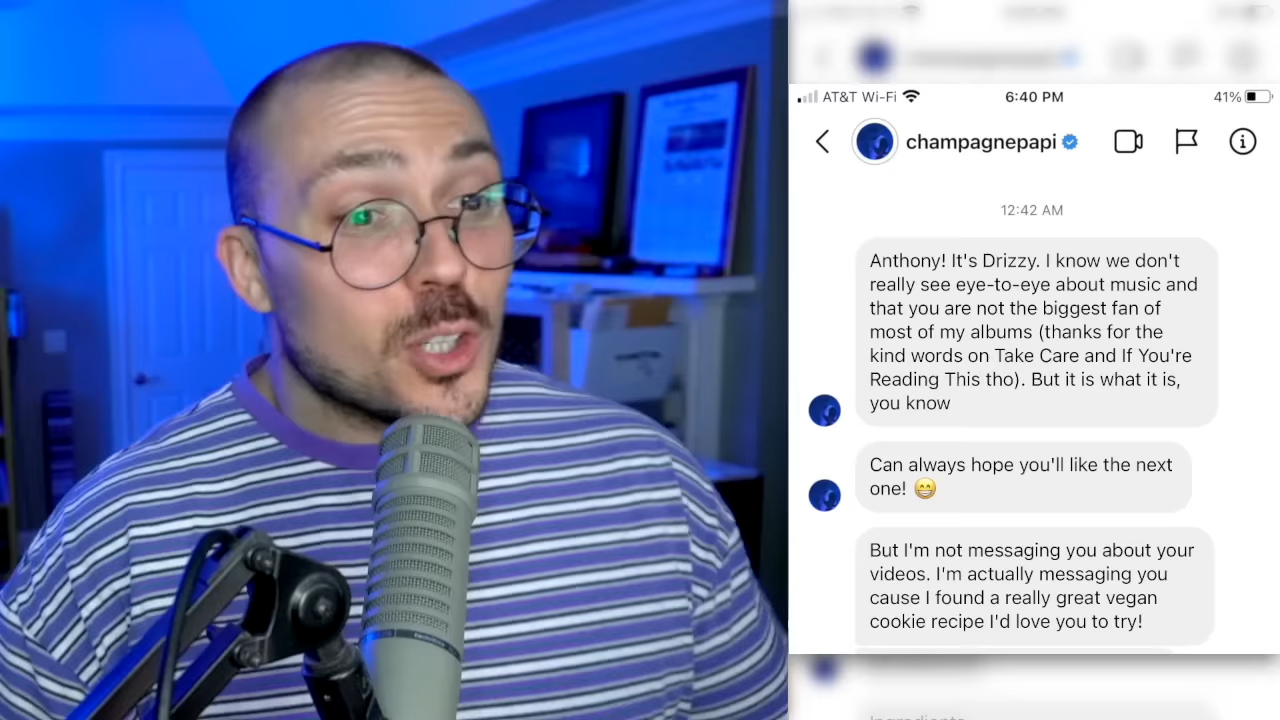 AT&T Wi-Fi 6:40 PM 41%
champagnepapi
12:42 AM
Anthony! It's Drizzy. I know we don't
really see eye-to-eye about music and
that you are not the biggest fan of
most of my albums (thanks for the
kind words on Take Care and If You're
Reading This tho). But it is what it is,
you know
Can always hope you'll like the next
one! 😁
But I'm not messaging you about your
videos. I'm actually messaging you
cause I found a really great vegan
cookie recipe I'd love you to try!